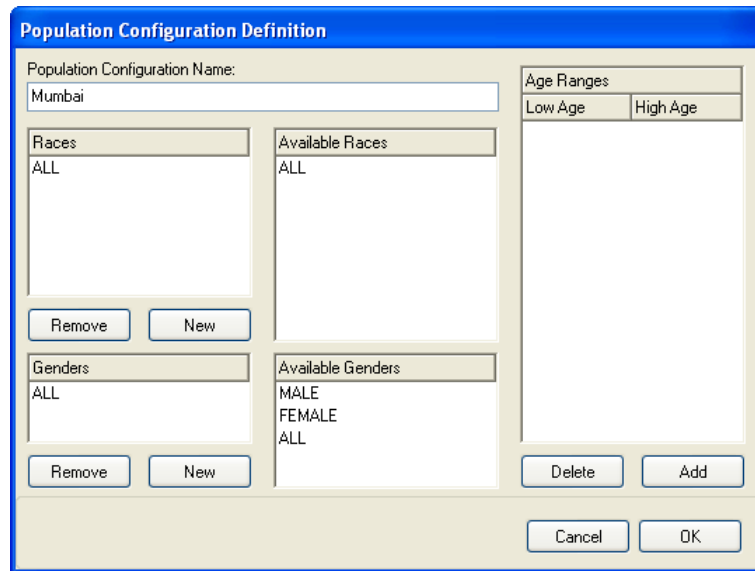 Population Configuration Definition
Population Configuration Name:
Mumbai
Races
ALL
Remove New
Available Races
ALL
Genders
ALL
Remove New
Available Genders
MALE
FEMALE
ALL
Age Ranges
Low Age High Age
Delete Add
Cancel OK